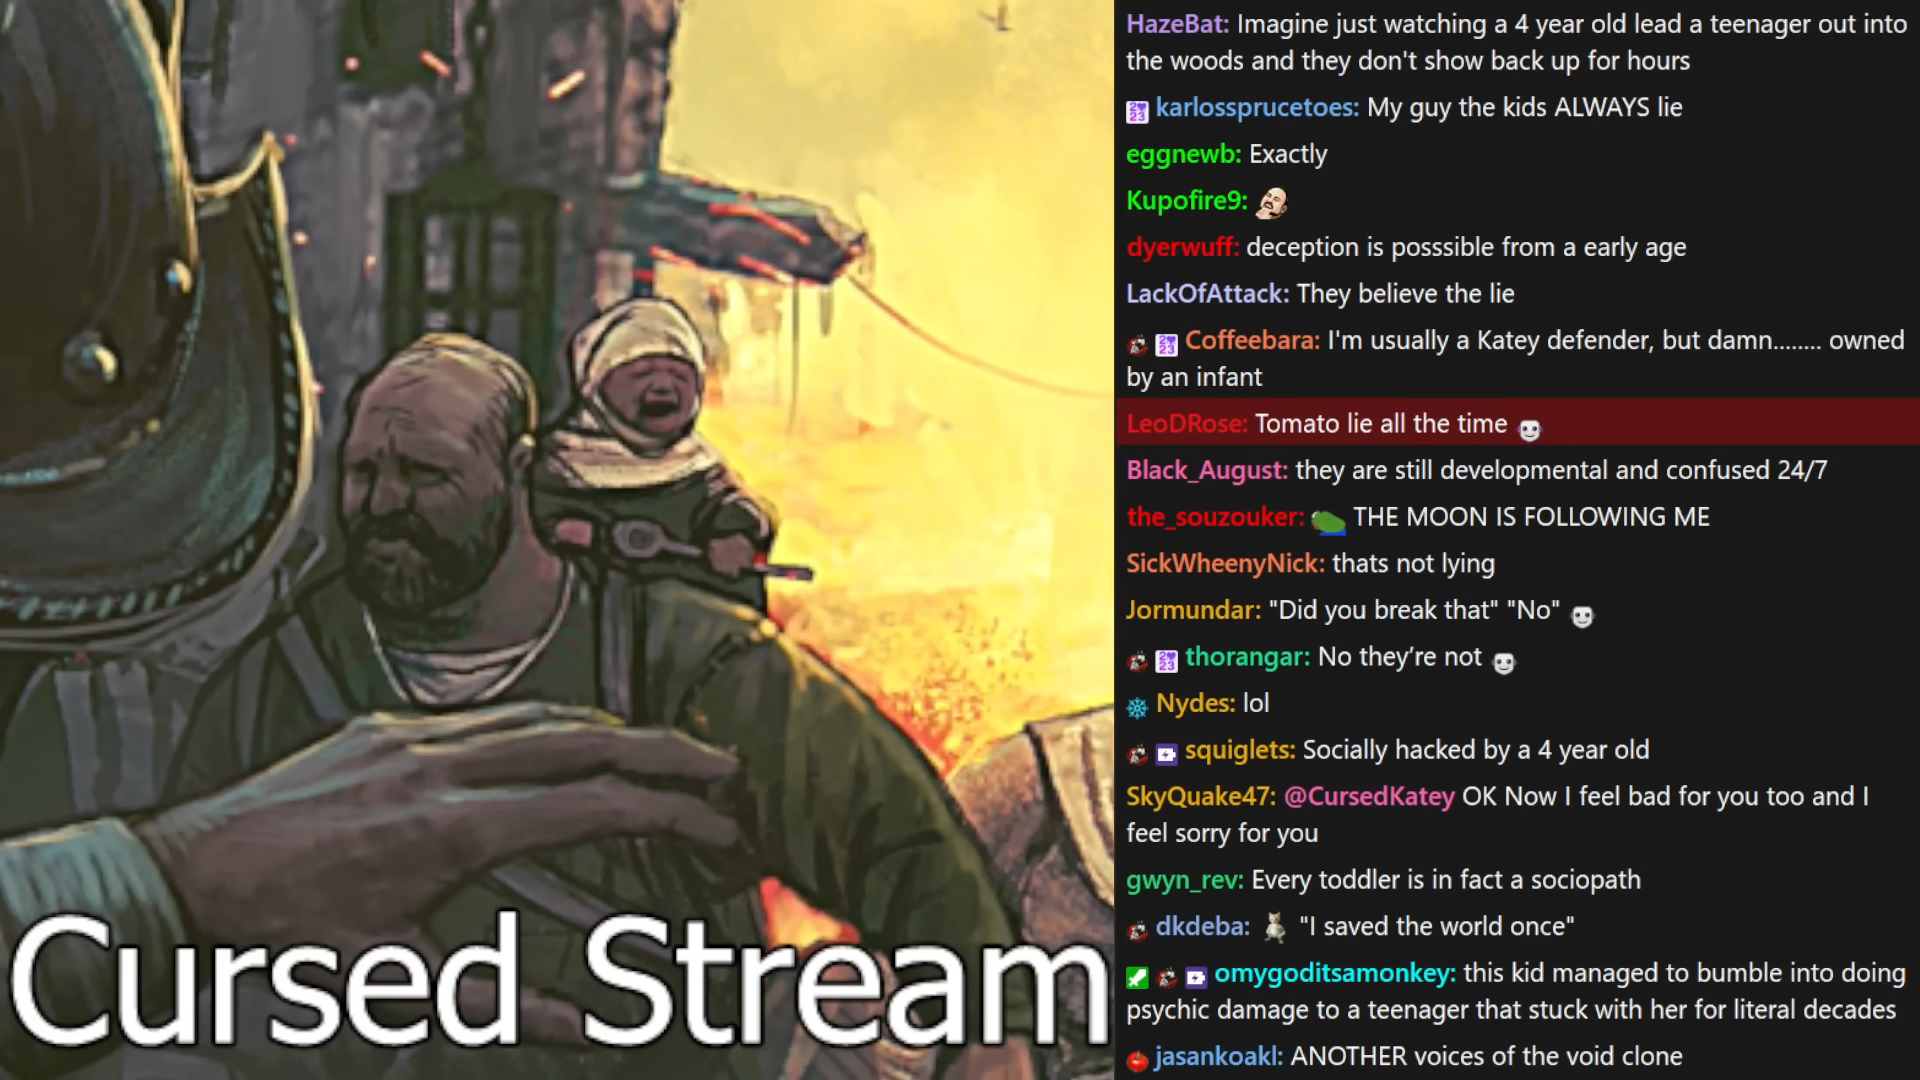 HazeBat: Imagine just watching a 4 year old lead a teenager out into
the woods and they don't show back up for hours
karlossprucetoes: My guy the kids ALWAYS lie
eggnewb: Exactly
Kupofire9:
dyerwuff: deception is posssible from a early age
LackOfAttack: They believe the lie
Coffeebara: I'm usually a Katey defender, but damn........ owned
by an infant
LeoDRose: Tomato lie all the time
Black_August: they are still developmental and confused 24/7
the_souzouker: THE MOON IS FOLLOWING ME
SickWheenyNick: thats not lying
Jormundar: "Did you break that" "No"
thorangar: No they’re not
Nydes: lol
squiglets: Socially hacked by a 4 year old
SkyQuake47: @CursedKatey OK Now I feel bad for you too and I
feel sorry for you
gwyn_rev: Every toddler is in fact a sociopath
dkdeba: "I saved the world once"
omygoditsamonkey: this kid managed to bumble into doing
psychic damage to a teenager that stuck with her for literal decades
jasankoakl: ANOTHER voices of the void clone
Cursed Stream